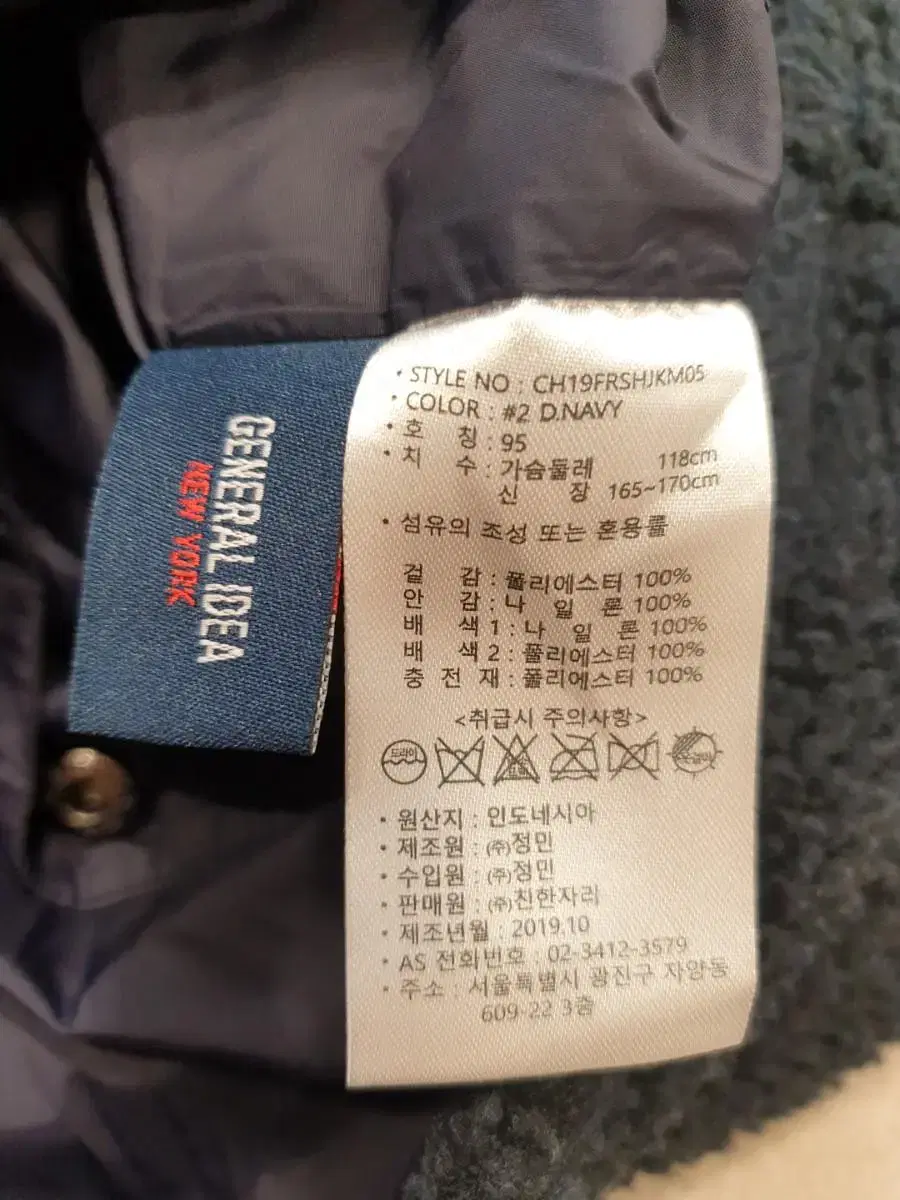 GENERAL IDEA
NEW YORK
· STYLE NO : CH19FRSHJKM05
· COLOR : #2 D.NAVY
· 호 칭 : 95
· 치 수 : 가슴둘레 118cm
신 장 165~170cm
· 섬유의 조성 또는 혼용률
겉 감 : 폴리에스터 100%
안 감 : 나 일 론 100%
배 색1 : 나 일 론 100%
배 색2 : 폴리에스터 100%
충 전 재 : 폴리에스터 100%
<취급시 주의사항>
드라이
· 원산지 : 인도네시아
· 제조원 : ㈜정민
· 수입원 : ㈜정민
· 판매원 : ㈜친한자리
· 제조년월 : 2019.10
· AS 전화번호 : 02-3412-3579
· 주소 : 서울특별시 광진구 자양동
609-22 3층